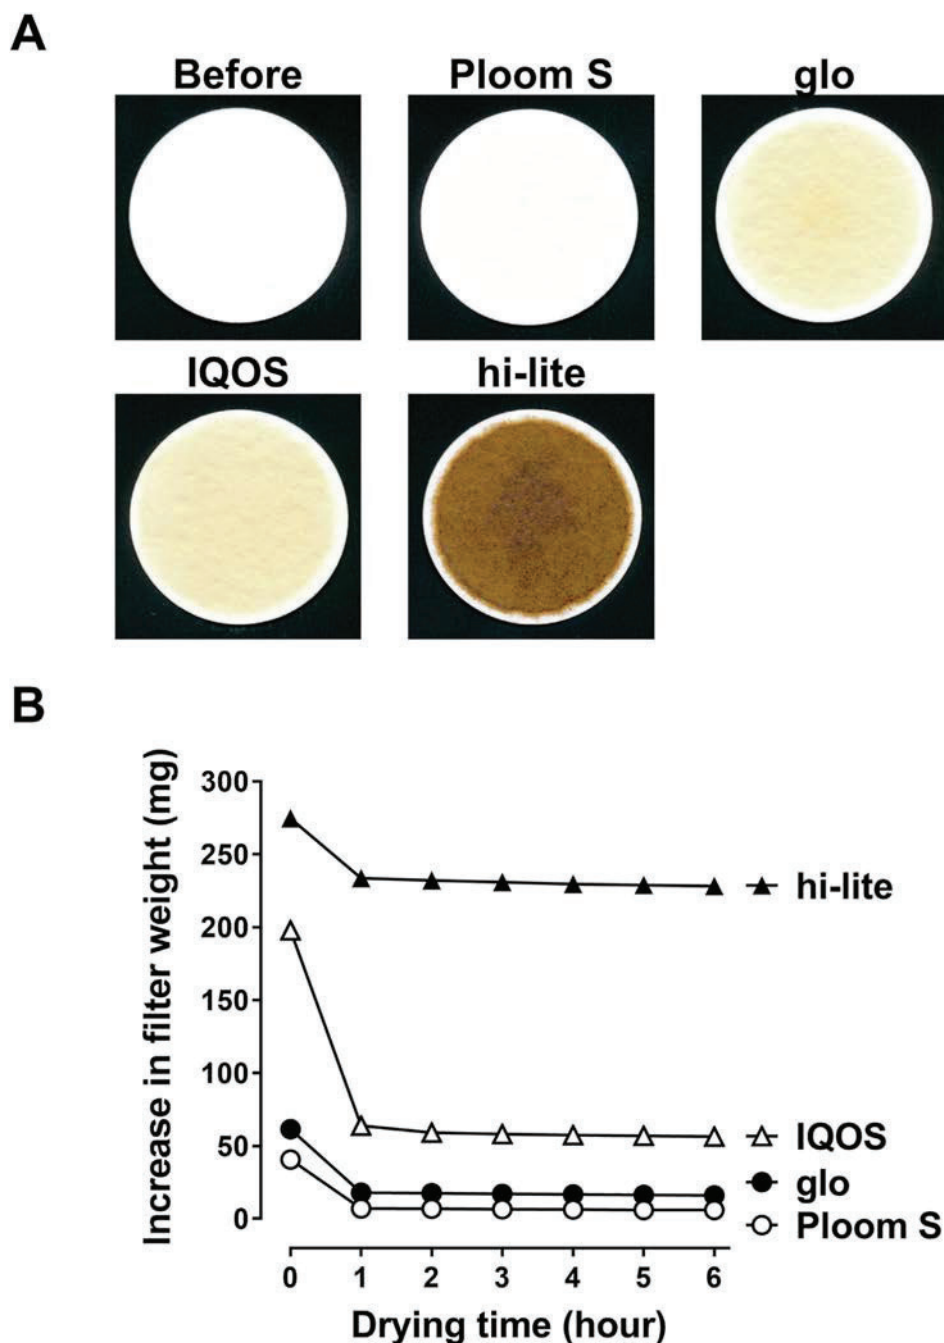 A
Before Ploom S glo
IQOS hi-lite
B
Increase in filter weight (mg)
300
250
200
150
100
50
0
hi-lite
IQOS
glo
Ploom S
0 1 2 3 4 5 6
Drying time (hour)